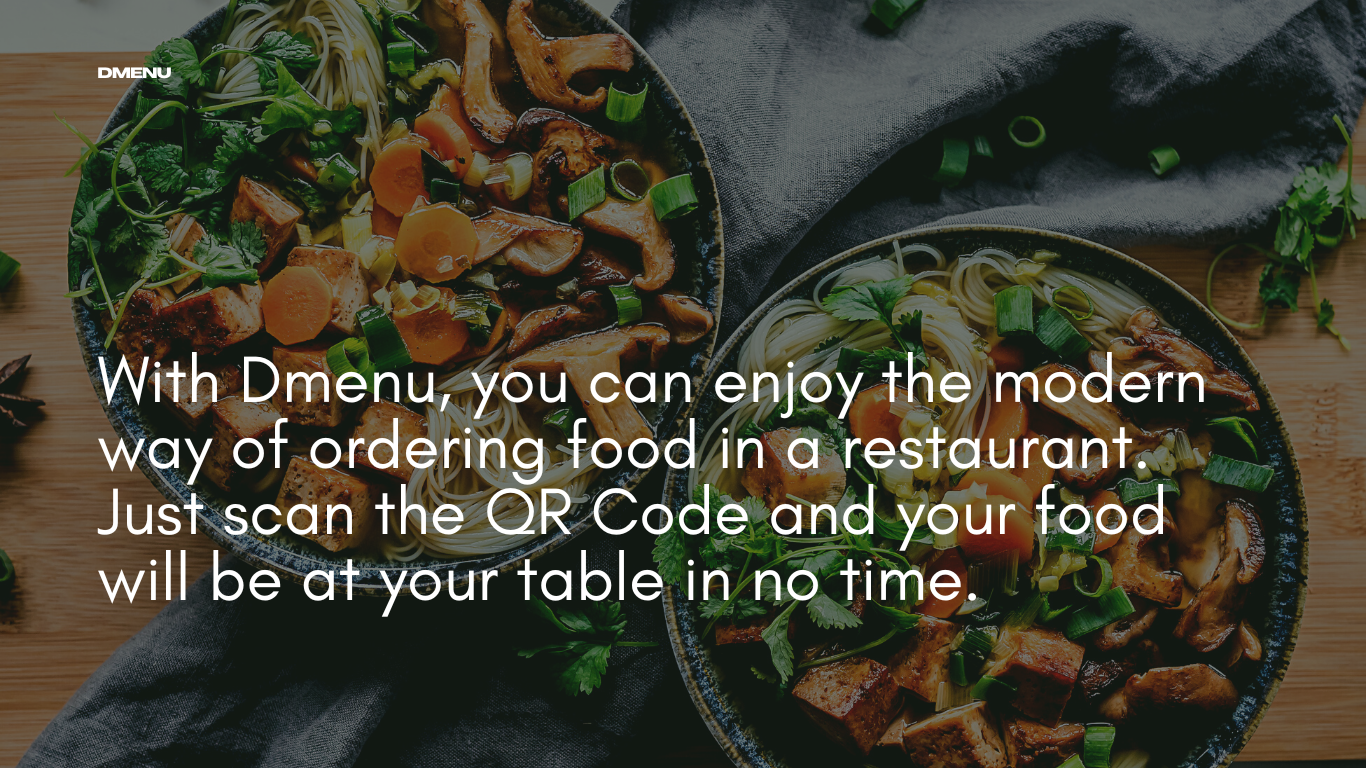 DMENU
With Dmenu, you can enjoy the modern
way of ordering food in a restaurant.
Just scan the QR Code and your food
will be at your table in no time.